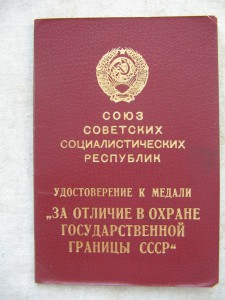 СОЮЗ
СОВЕТСКИХ
СОЦИАЛИСТИЧЕСКИХ
РЕСПУБЛИК
УДОСТОВЕРЕНИЕ К МЕДАЛИ
„ЗА ОТЛИЧИЕ В ОХРАНЕ
ГОСУДАРСТВЕННОЙ
ГРАНИЦЫ СССР“